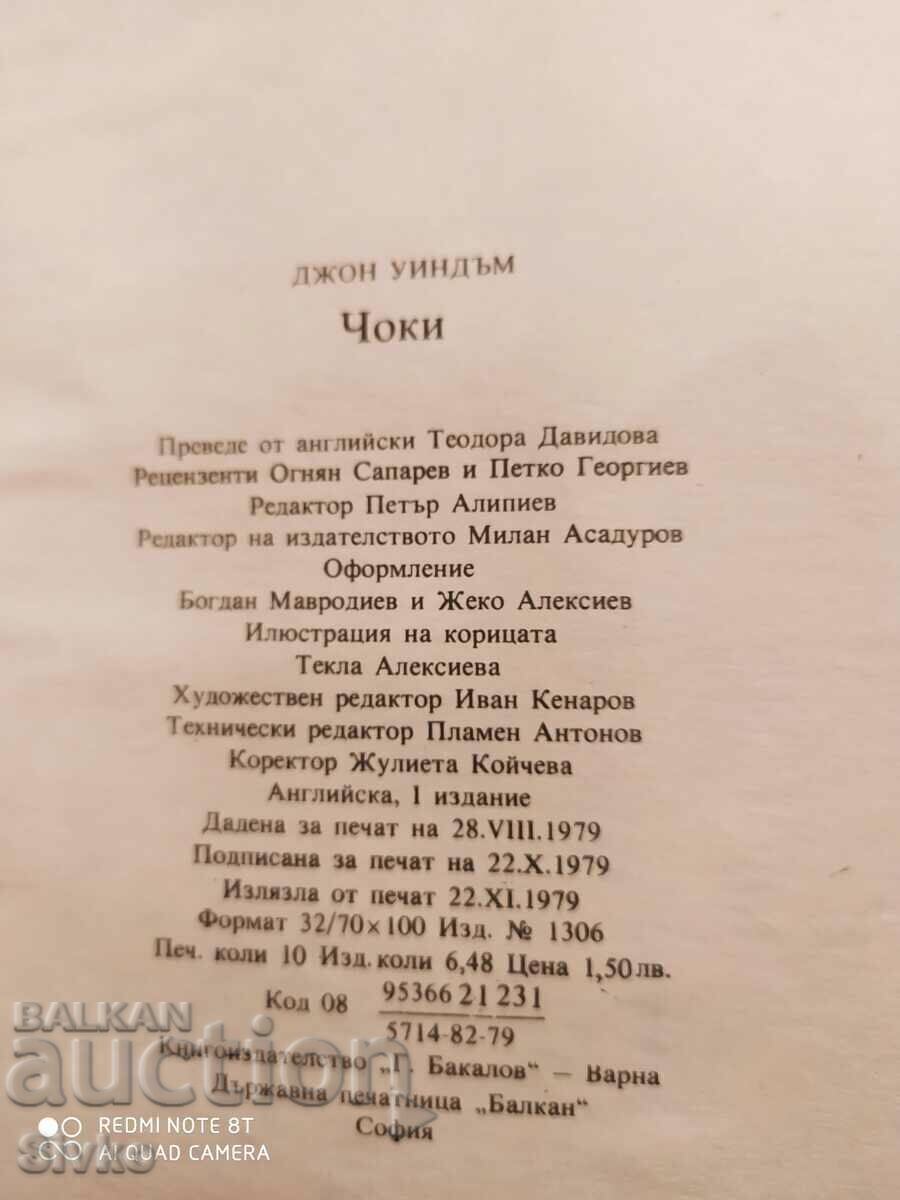 ДЖОН УИНДЪМ
Чоки
Преведе от английски Теодора Давидова
Рецензенти Огнян Сапарев и Петко Георгиев
Редактор Петър Алипиев
Редактор на издателството Милан Асадуров
Оформление
Богдан Мавродиев и Жеко Алексиев
Илюстрация на корицата
Текла Алексиева
Художествен редактор Иван Кенаров
Технически редактор Пламен Антонов
Коректор Жулиета Койчева
Английска, I издание
Дадена за печат на 28.VIII.1979
Подписана за печат на 22.X.1979
Излязла от печат 22.XI.1979
Формат 32/70×100 Изд. № 1306
Печ. коли 10 Изд. коли 6,48 Цена 1,50 лв.
Код 08 95366 21 231
5714-82-79
Книгоиздателство „Г. Бакалов“ — Варна
Държавна печатница „Балкан“
София
BALKAN
auction
REDMI NOTE 8T
AI QUAD CAMERA
Sivko